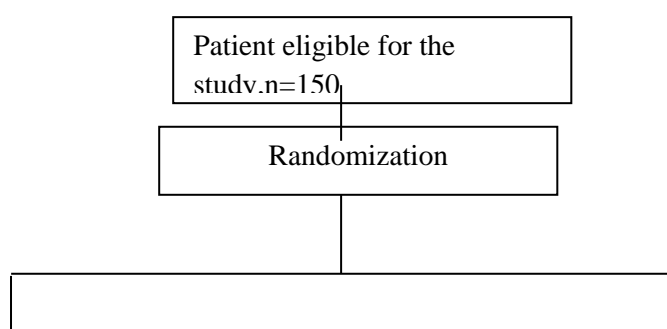 Patient eligible for the
study,n=150
Randomization